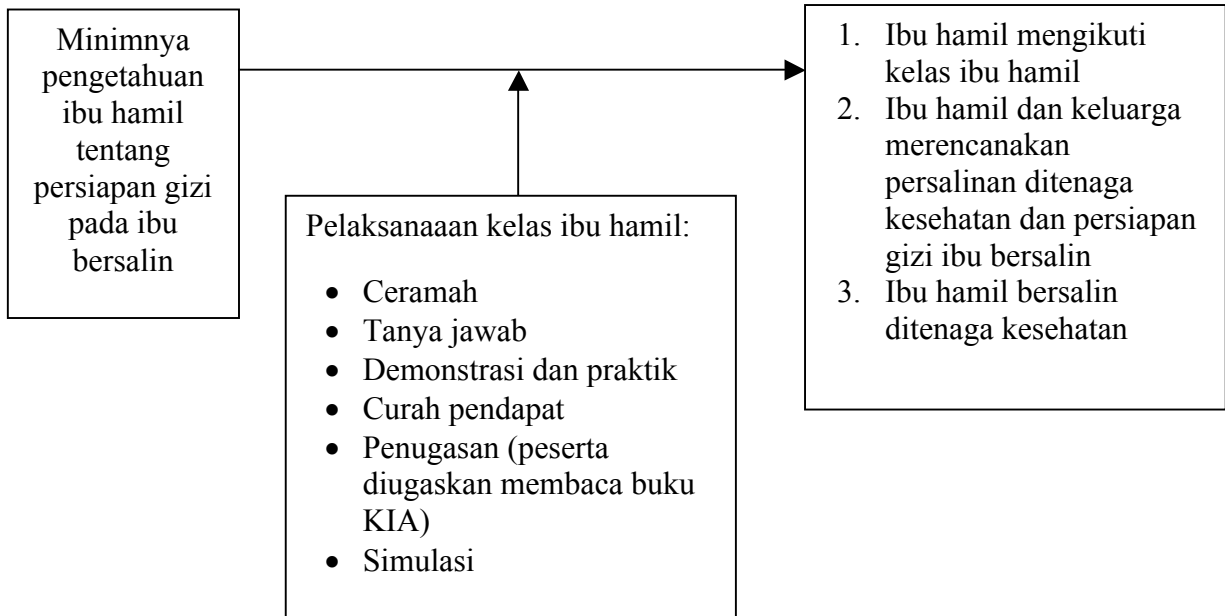 Minimnya
pengetahuan
ibu hamil
tentang
persiapan gizi
pada ibu
bersalin
Pelaksanaaan kelas ibu hamil:
• Ceramah
• Tanya jawab
• Demonstrasi dan praktik
• Curah pendapat
• Penugasan (peserta
diugaskan membaca buku
KIA)
• Simulasi
1. Ibu hamil mengikuti
kelas ibu hamil
2. Ibu hamil dan keluarga
merencanakan
persalinan ditenaga
kesehatan dan persiapan
gizi ibu bersalin
3. Ibu hamil bersalin
ditenaga kesehatan